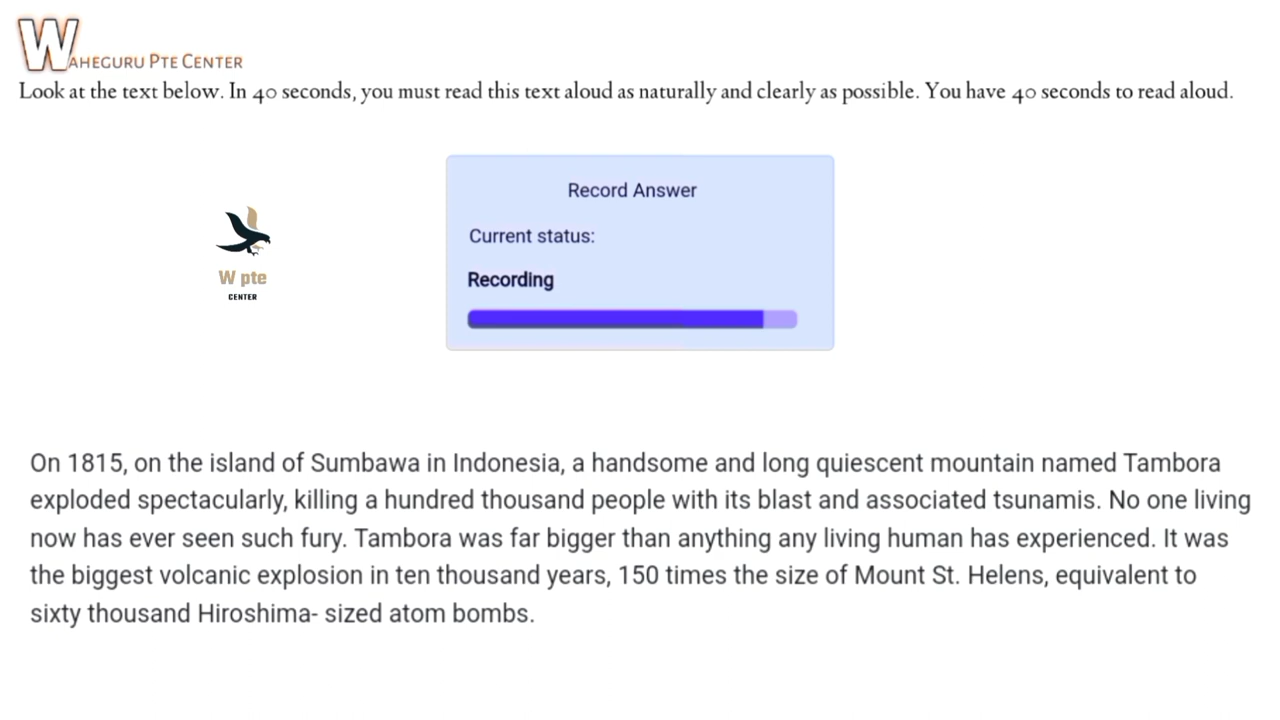 WAHEGURU PTE CENTER
Look at the text below. In 40 seconds, you must read this text aloud as naturally and clearly as possible. You have 40 seconds to read aloud.
Record Answer
Current status:
Recording
W pte
CENTER
On 1815, on the island of Sumbawa in Indonesia, a handsome and long quiescent mountain named Tambora
exploded spectacularly, killing a hundred thousand people with its blast and associated tsunamis. No one living
now has ever seen such fury. Tambora was far bigger than anything any living human has experienced. It was
the biggest volcanic explosion in ten thousand years, 150 times the size of Mount St. Helens, equivalent to
sixty thousand Hiroshima- sized atom bombs.